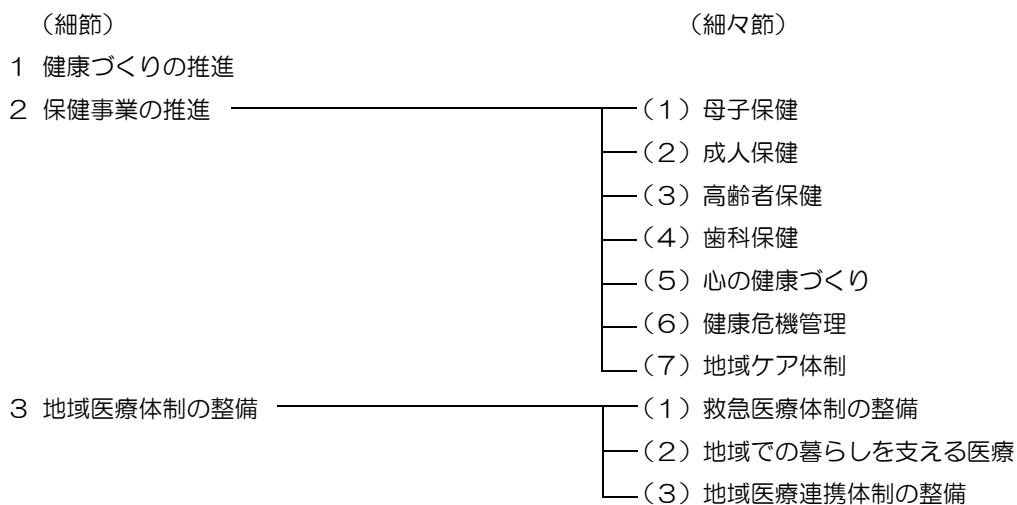 （細節） （細々節）
１ 健康づくりの推進
２ 保健事業の推進 （１）母子保健
（２）成人保健
（３）高齢者保健
（４）歯科保健
（５）心の健康づくり
（６）健康危機管理
（７）地域ケア体制
３ 地域医療体制の整備 （１）救急医療体制の整備
（２）地域での暮らしを支える医療
（３）地域医療連携体制の整備